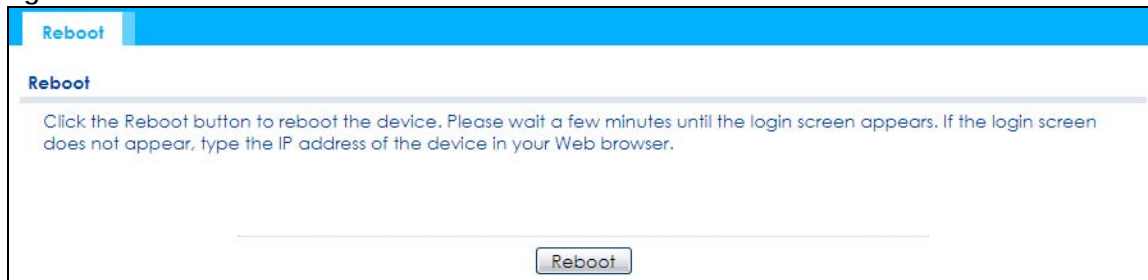 Reboot
Reboot
Click the Reboot button to reboot the device. Please wait a few minutes until the login screen appears. If the login screen
does not appear, type the IP address of the device in your Web browser.
Reboot